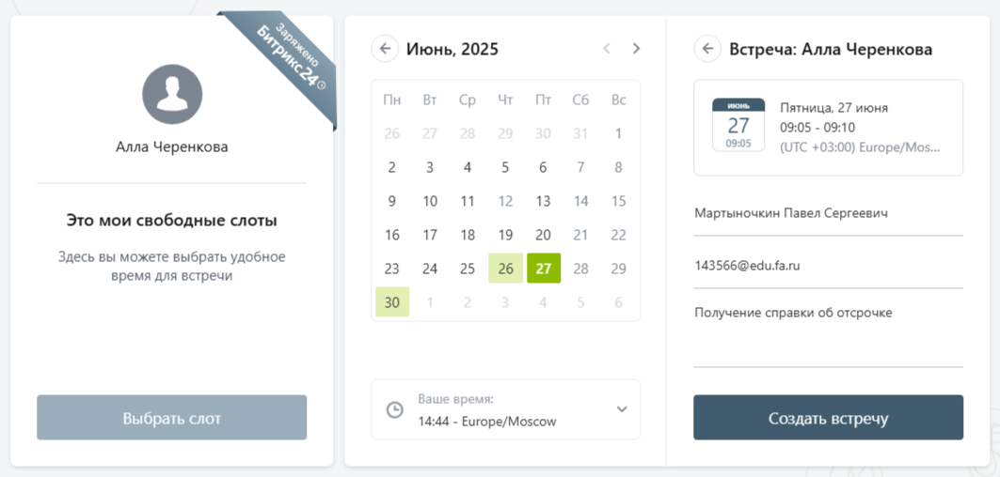 Заряжено
Битрикс24
Алла Черенкова
Это мои свободные слоты
Здесь вы можете выбрать удобное
время для встречи
Выбрать слот
Июнь, 2025
Пн Вт Ср Чт Пт Сб Вс
26 27 28 29 30 31 1
2 3 4 5 6 7 8
9 10 11 12 13 14 15
16 17 18 19 20 21 22
23 24 25 26 27 28 29
30 1 2 3 4 5 6
Ваше время:
14:44 - Europe/Moscow
Встреча: Алла Черенкова
июнь
27
09:05
Пятница, 27 июня
09:05 - 09:10
(UTC +03:00) Europe/Mos...
Мартыночкин Павел Сергеевич
143566@edu.fa.ru
Получение справки об отсрочке
Создать встречу